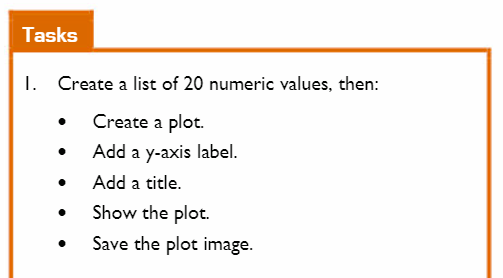 Tasks
1. Create a list of 20 numeric values, then:
• Create a plot.
• Add a y-axis label.
• Add a title.
• Show the plot.
• Save the plot image.